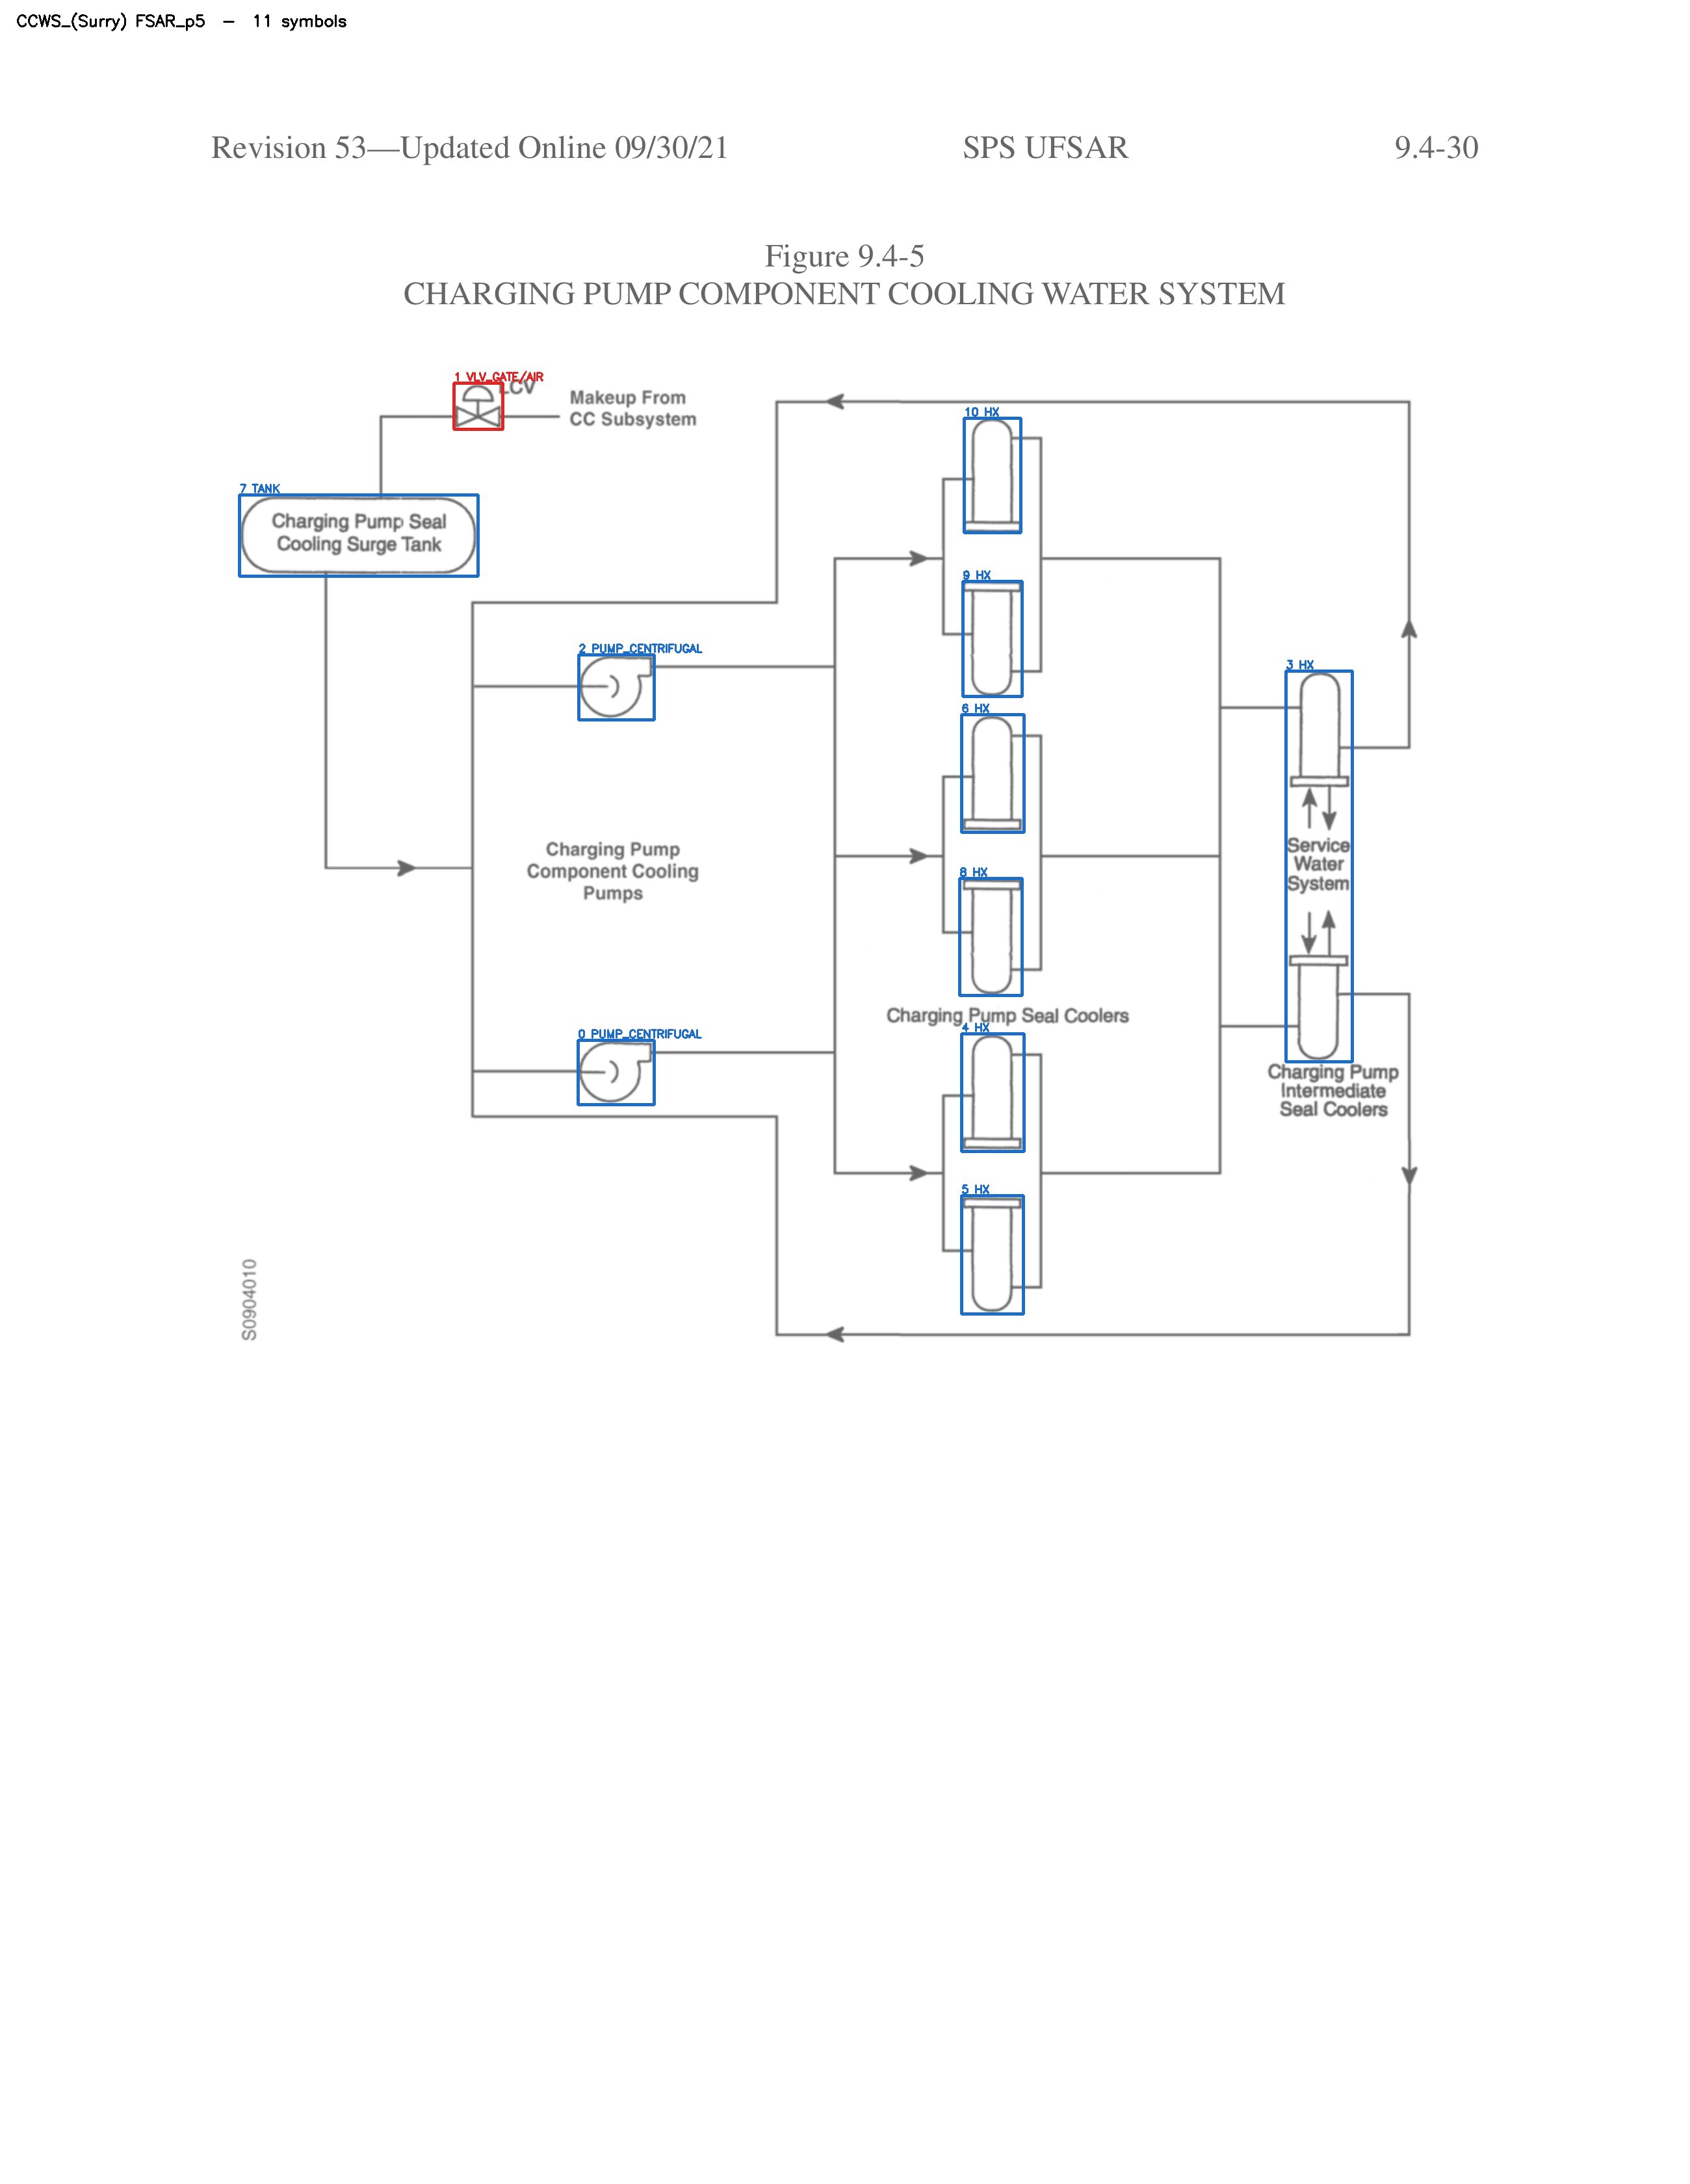 CCWS_(Surry) FSAR_p5 - 11 symbols
Revision 53—Updated Online 09/30/21 SPS UFSAR 9.4-30
Figure 9.4-5
CHARGING PUMP COMPONENT COOLING WATER SYSTEM
1 VLV_GATE/AIR
LCV
Makeup From
CC Subsystem
10 HX
7 TANK
Charging Pump Seal
Cooling Surge Tank
9 HX
2 PUMP_CENTRIFUGAL
3 HX
6 HX
Service
Water
System
Charging Pump
Component Cooling
Pumps
8 HX
Charging Pump Seal Coolers
4 HX
0 PUMP_CENTRIFUGAL
Charging Pump
Intermediate
Seal Coolers
5 HX
S0904010